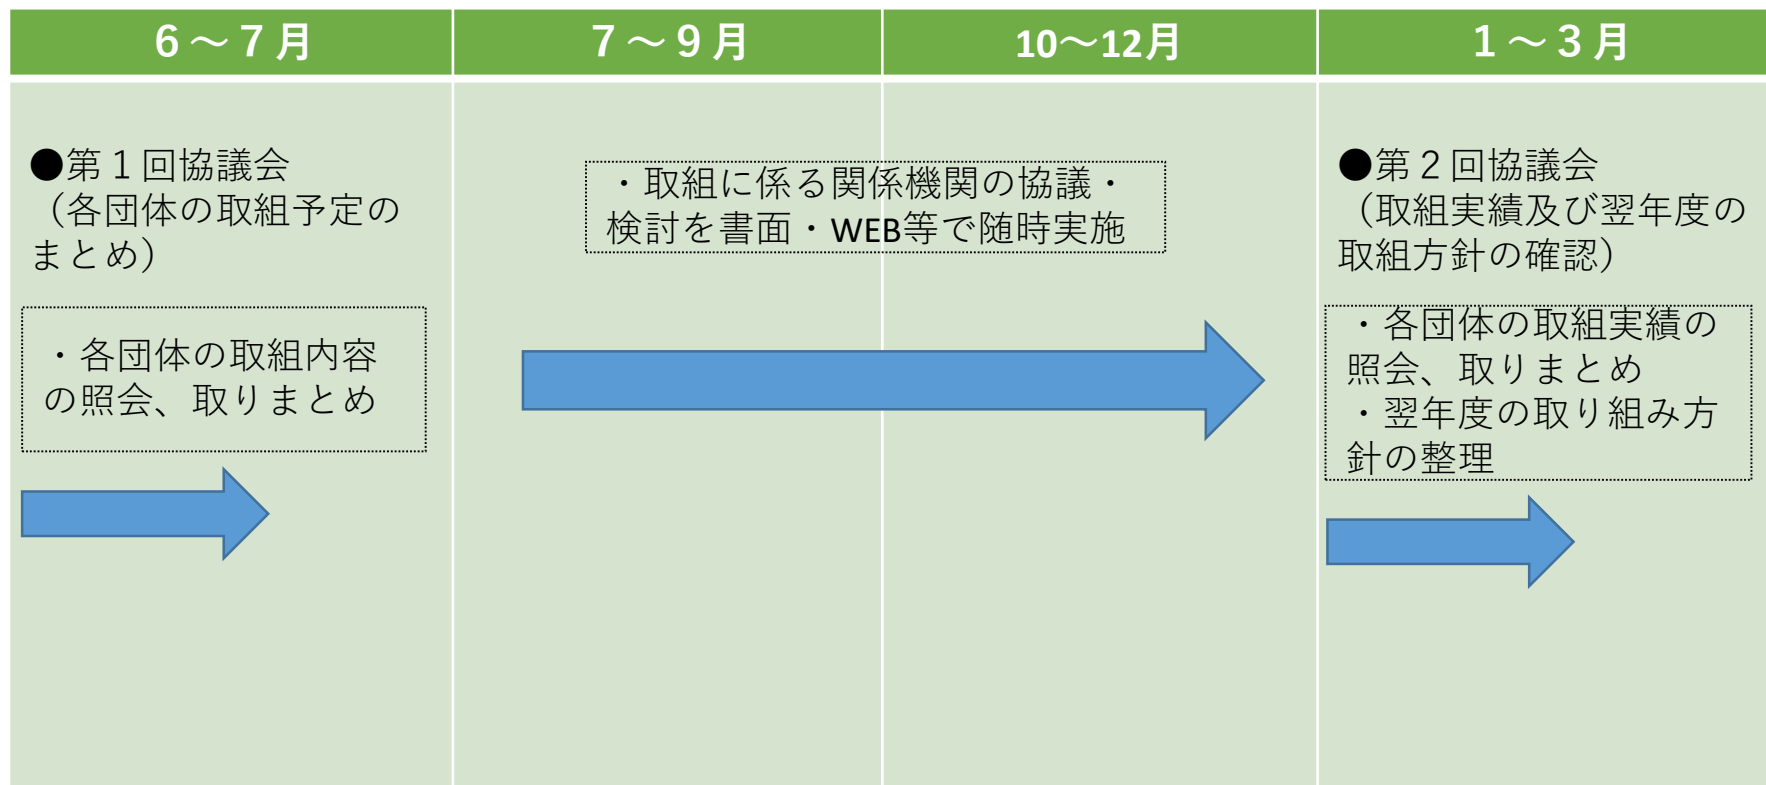 ６～７月
７～９月
10～12月
１～３月
●第１回協議会
（各団体の取組予定の
まとめ）
・各団体の取組内容
の照会、取りまとめ
・取組に係る関係機関の協議・
検討を書面・WEB等で随時実施
●第２回協議会
（取組実績及び翌年度の
取組方針の確認）
・各団体の取組実績の
照会、取りまとめ
・翌年度の取り組み方
針の整理